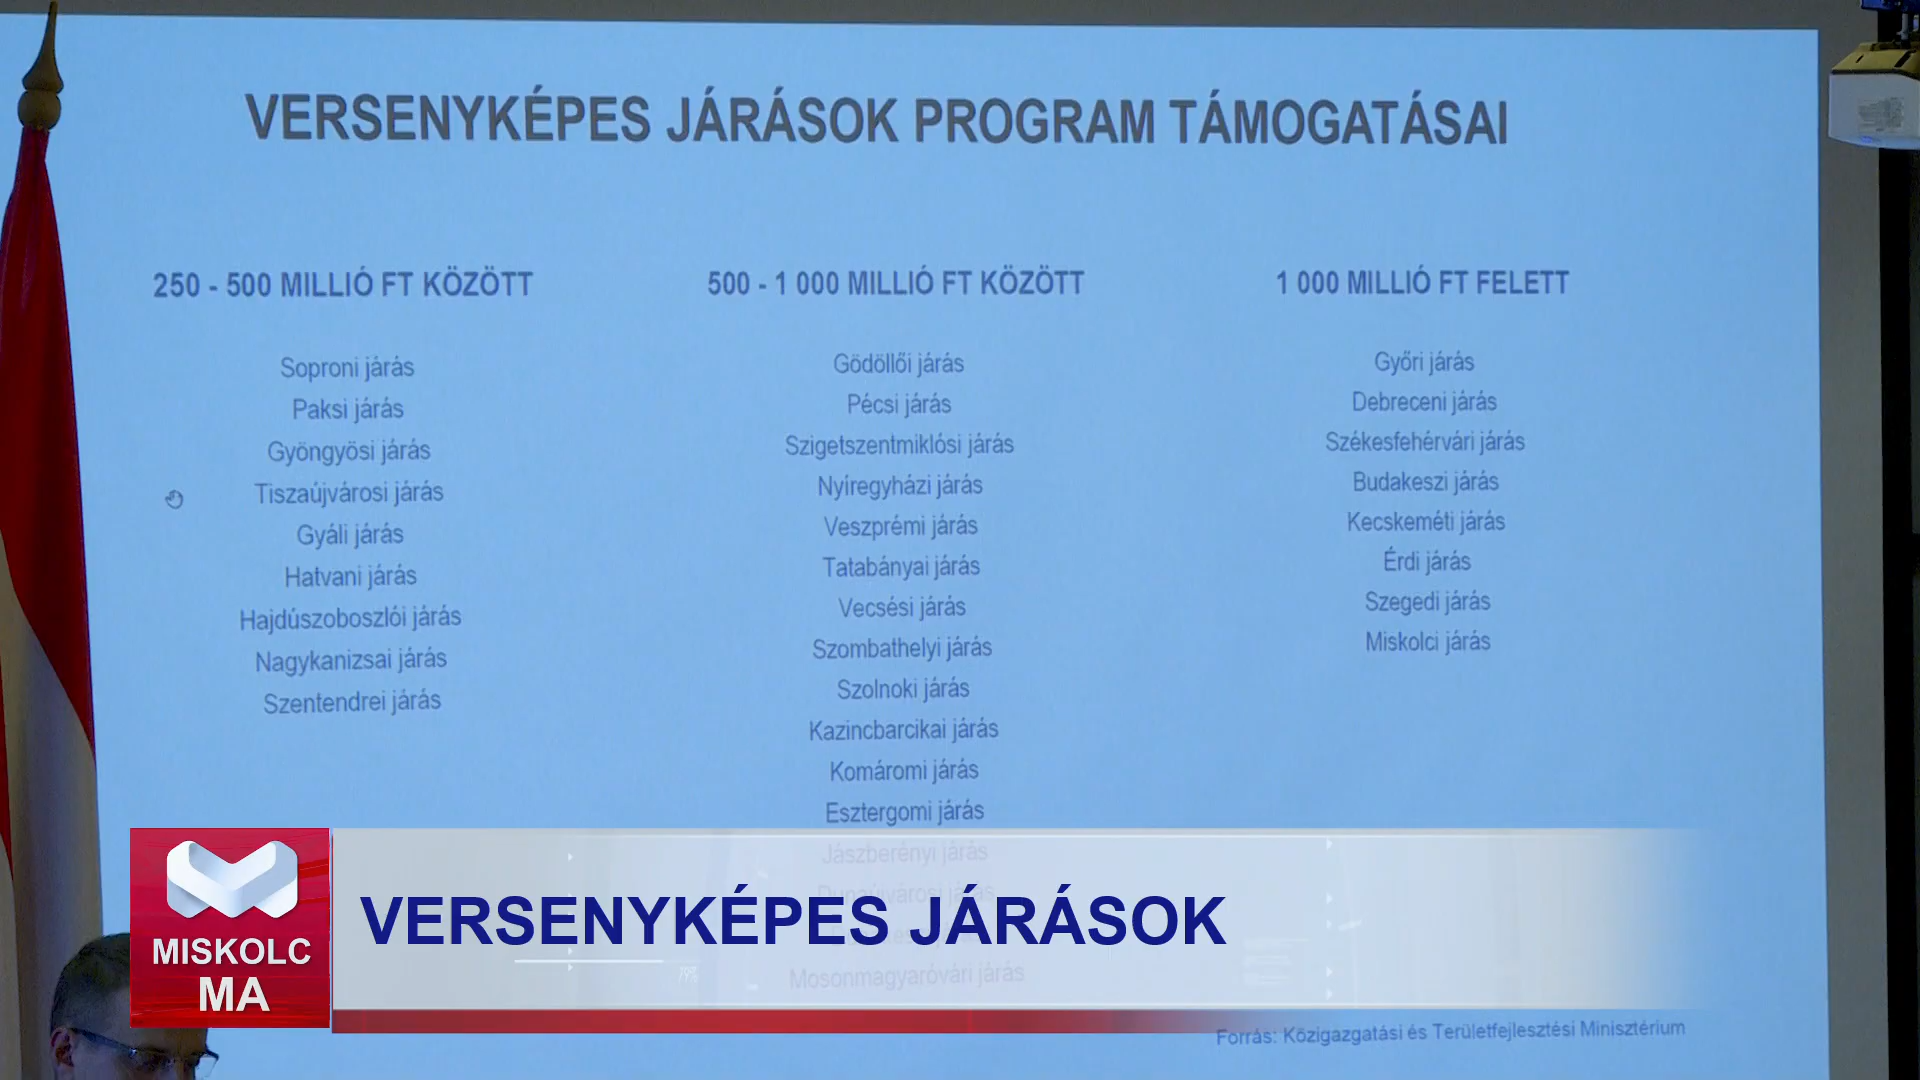 VERSENYKÉPES JÁRÁSOK PROGRAM TÁMOGATÁSAI
250 - 500 MILLIÓ FT KÖZÖTT
Soproni járás
Paksi járás
Gyöngyösi járás
Tiszaújvárosi járás
Gyáli járás
Hatvani járás
Hajdúszoboszlói járás
Nagykanizsai járás
Szentendrei járás
500 - 1 000 MILLIÓ FT KÖZÖTT
Gödöllői járás
Pécsi járás
Szigetszentmiklósi járás
Nyíregyházi járás
Veszprémi járás
Tatabányai járás
Vecsési járás
Szombathelyi járás
Szolnoki járás
Kazincbarcikai járás
Komáromi járás
Esztergomi járás
Jászberényi járás
Dunaújvárosi járás
Mosonmagyaróvári járás
1 000 MILLIÓ FT FELETT
Győri járás
Debreceni járás
Székesfehérvári járás
Budakeszi járás
Kecskeméti járás
Érdi járás
Szegedi járás
Miskolci járás
MISKOLC
MA
VERSENYKÉPES JÁRÁSOK
Forrás: Közigazgatási és Területfejlesztési Minisztérium